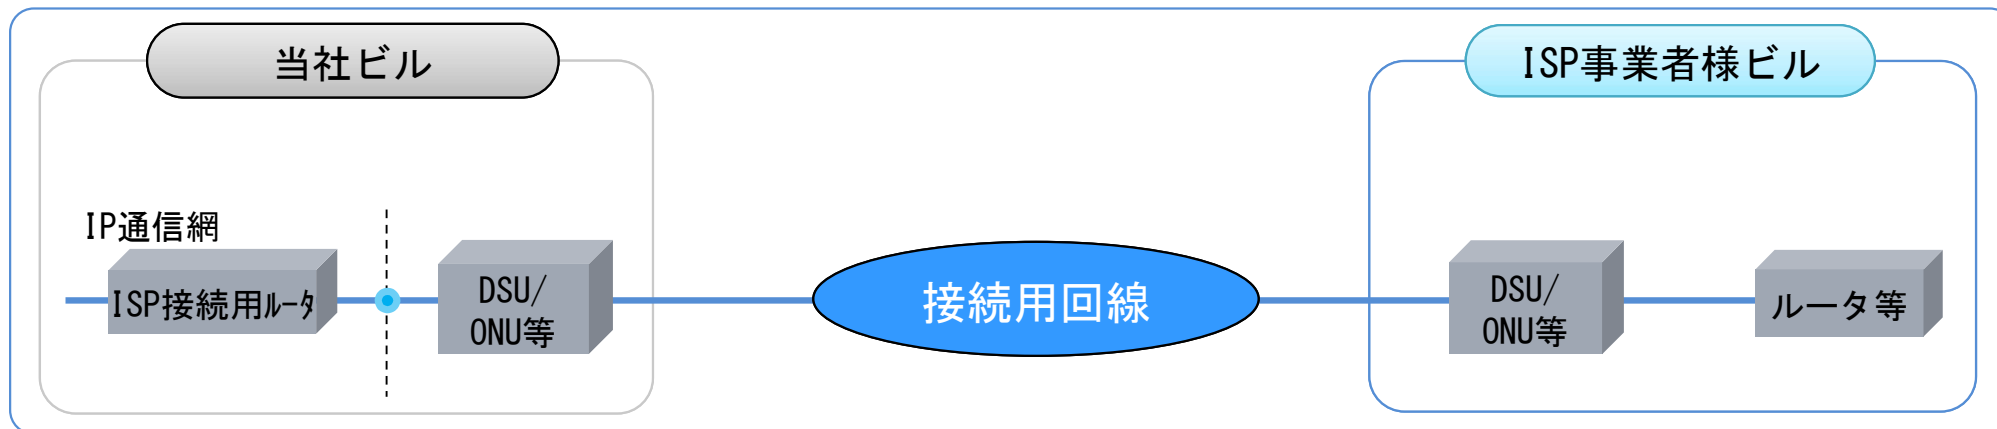 当社ビル
ISP事業者様ビル
IP通信網
ISP接続用ﾙｰﾀ
DSU/
ONU等
接続用回線
DSU/
ONU等
ルータ等